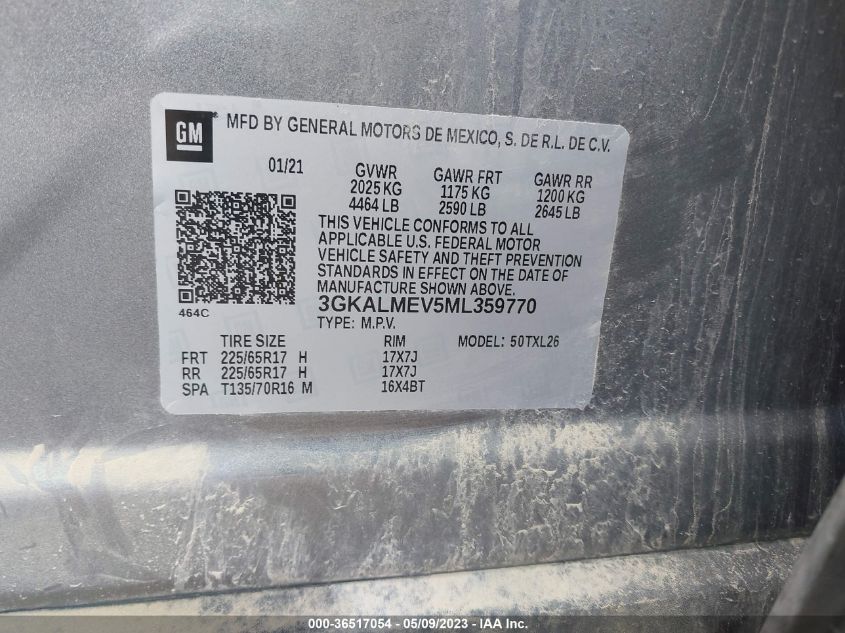 GM
MFD BY GENERAL MOTORS DE MEXICO, S. DE R.L. DE C.V.
01/21 GVWR GAWR FRT GAWR RR
2025 KG 1175 KG 1200 KG
4464 LB 2590 LB 2645 LB
THIS VEHICLE CONFORMS TO ALL
APPLICABLE U.S. FEDERAL MOTOR
VEHICLE SAFETY AND THEFT PREVENTION
STANDARDS IN EFFECT ON THE DATE OF
MANUFACTURE SHOWN ABOVE.
464C
3GKALMEV5ML359770
TYPE: M.P.V.
TIRE SIZE RIM MODEL: 50TXL26
FRT 225/65R17 H 17X7J
RR 225/65R17 H 17X7J
SPA T135/70R16 M 16X4BT
000-36517054 - 05/09/2023 - IAA Inc.